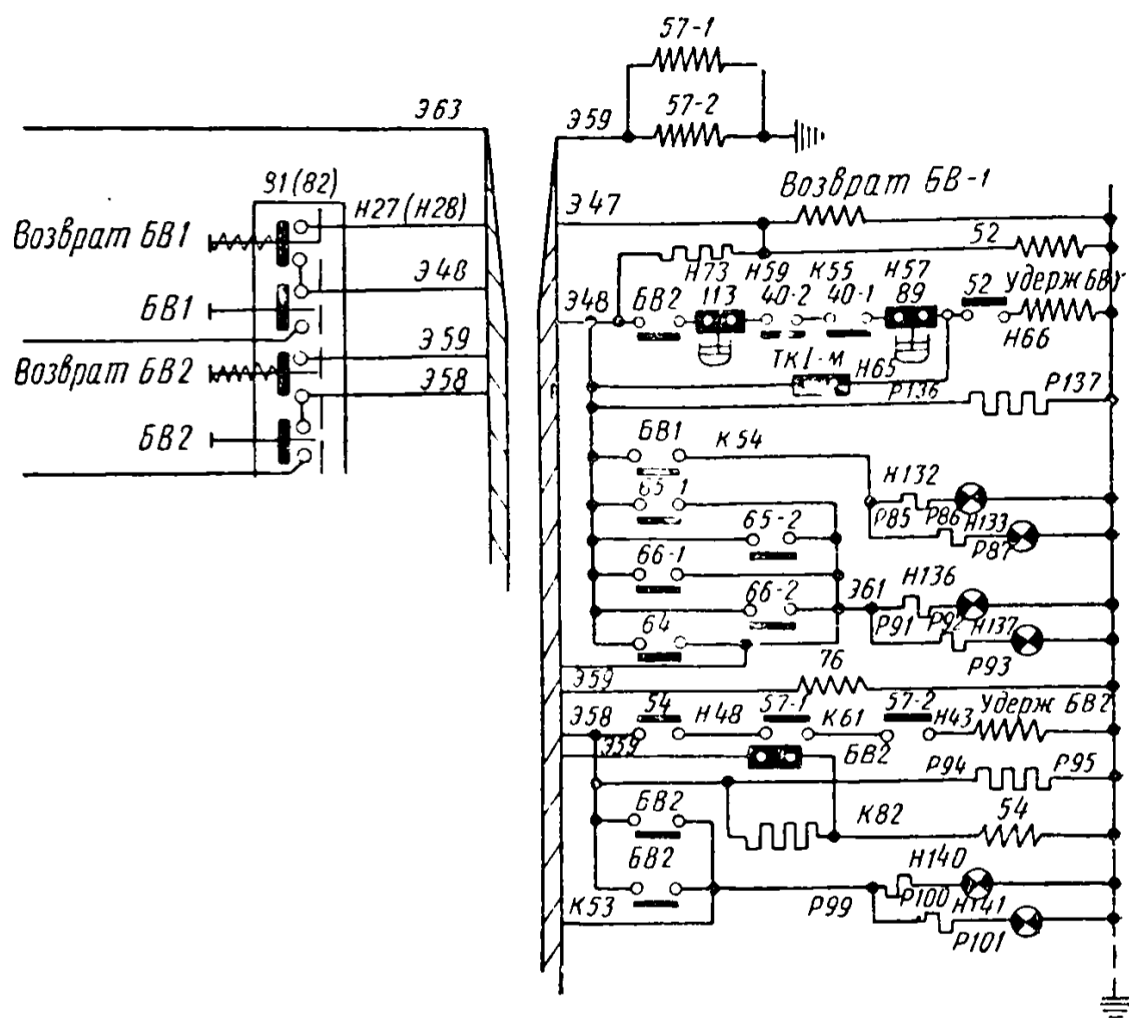 57-1
Э63
57-2
Э59
91(82)
Возврат БВ-1
Н27(Н28)
Э47
Возврат БВ1
52
Н73
Н59
К55
Н57
Э48
Э48
БВ2
113
40-2
40-1
89
52
БВ1
Н66
Э59
Возврат БВ2
ТКI-м
Н65
Э58
Р136
Р137
БВ2
БВ1
К54
65-1
Н132
Р85
Р86
Н133
65-2
Р87
66-1
Н136
66-2
Э61
Р91
Р92
Н137
64
Р93
Э59
76
Э58
54
Н48
57-1
К61
57-2
Н43
Удерж БВ2
Э59
БВ2
Р94
Р95
БВ2
К82
54
БВ2
Н140
К53
Р99
Р100
Н141
Р101